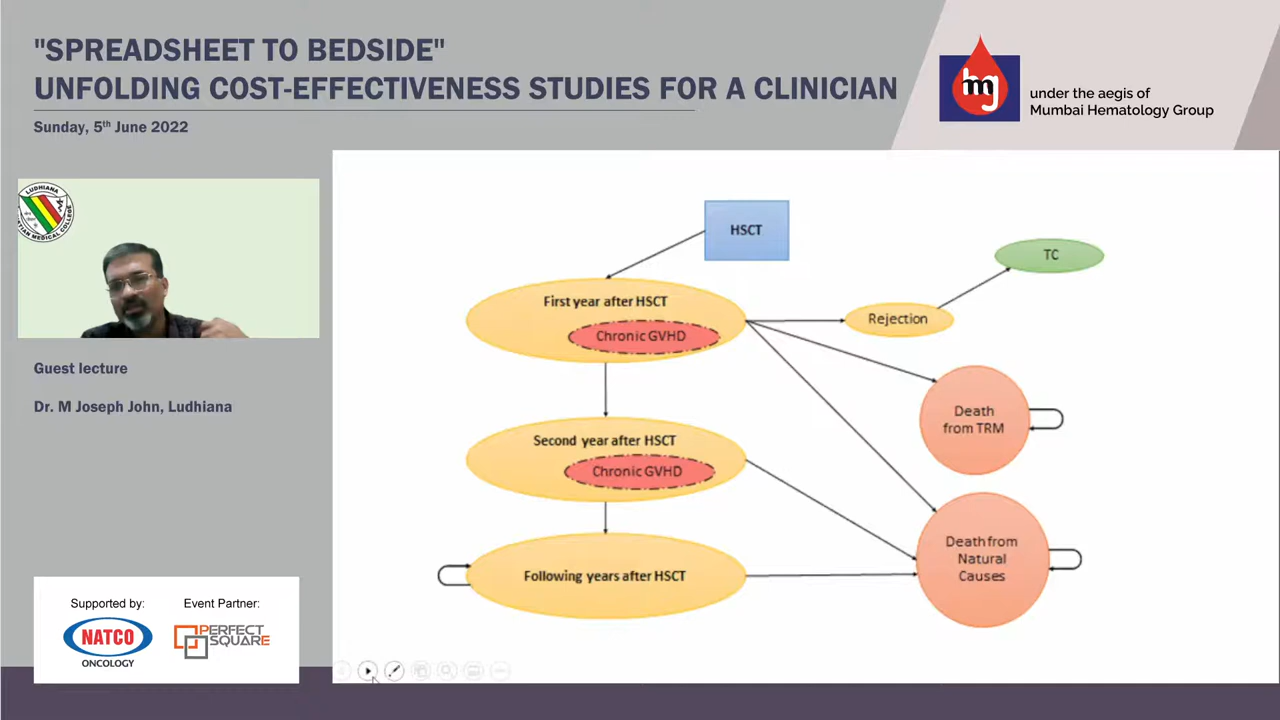 "SPREADSHEET TO BEDSIDE"
UNFOLDING COST-EFFECTIVENESS STUDIES FOR A CLINICIAN
Sunday, 5th June 2022
hmg
under the aegis of
Mumbai Hematology Group
LUDHIANA
Guest lecture
Dr. M Joseph John, Ludhiana
Supported by:
Event Partner:
NATCO
ONCOLOGY
PERFECT
SQUARE
HSCT
TC
First year after HSCT
Chronic GVHD
Rejection
Death
from TRM
Second year after HSCT
Chronic GVHD
Death from
Natural
Causes
Following years after HSCT